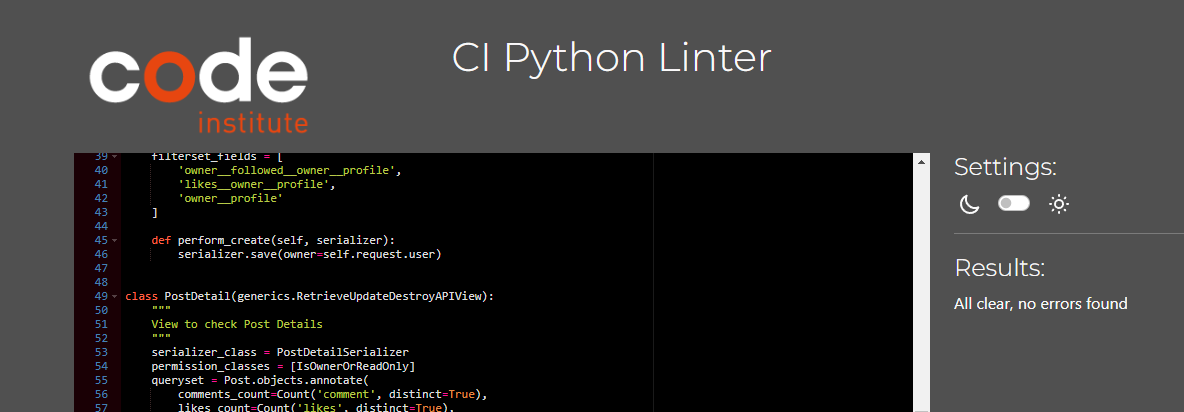 code
institute
CI Python Linter
39 filterset_fields = [
40 'owner__followed__owner__profile',
41 'likes__owner__profile',
42 'owner__profile'
43 ]
44
45 def perform_create(self, serializer):
46 serializer.save(owner=self.request.user)
47
48
49 class PostDetail(generics.RetrieveUpdateDestroyAPIView):
50 """
51 View to check Post Details
52 """
53 serializer_class = PostDetailSerializer
54 permission_classes = [IsOwnerOrReadOnly]
55 queryset = Post.objects.annotate(
56 comments_count=Count('comment', distinct=True),
57 likes_count=Count('likes', distinct=True),
Settings:
Results:
All clear, no errors found